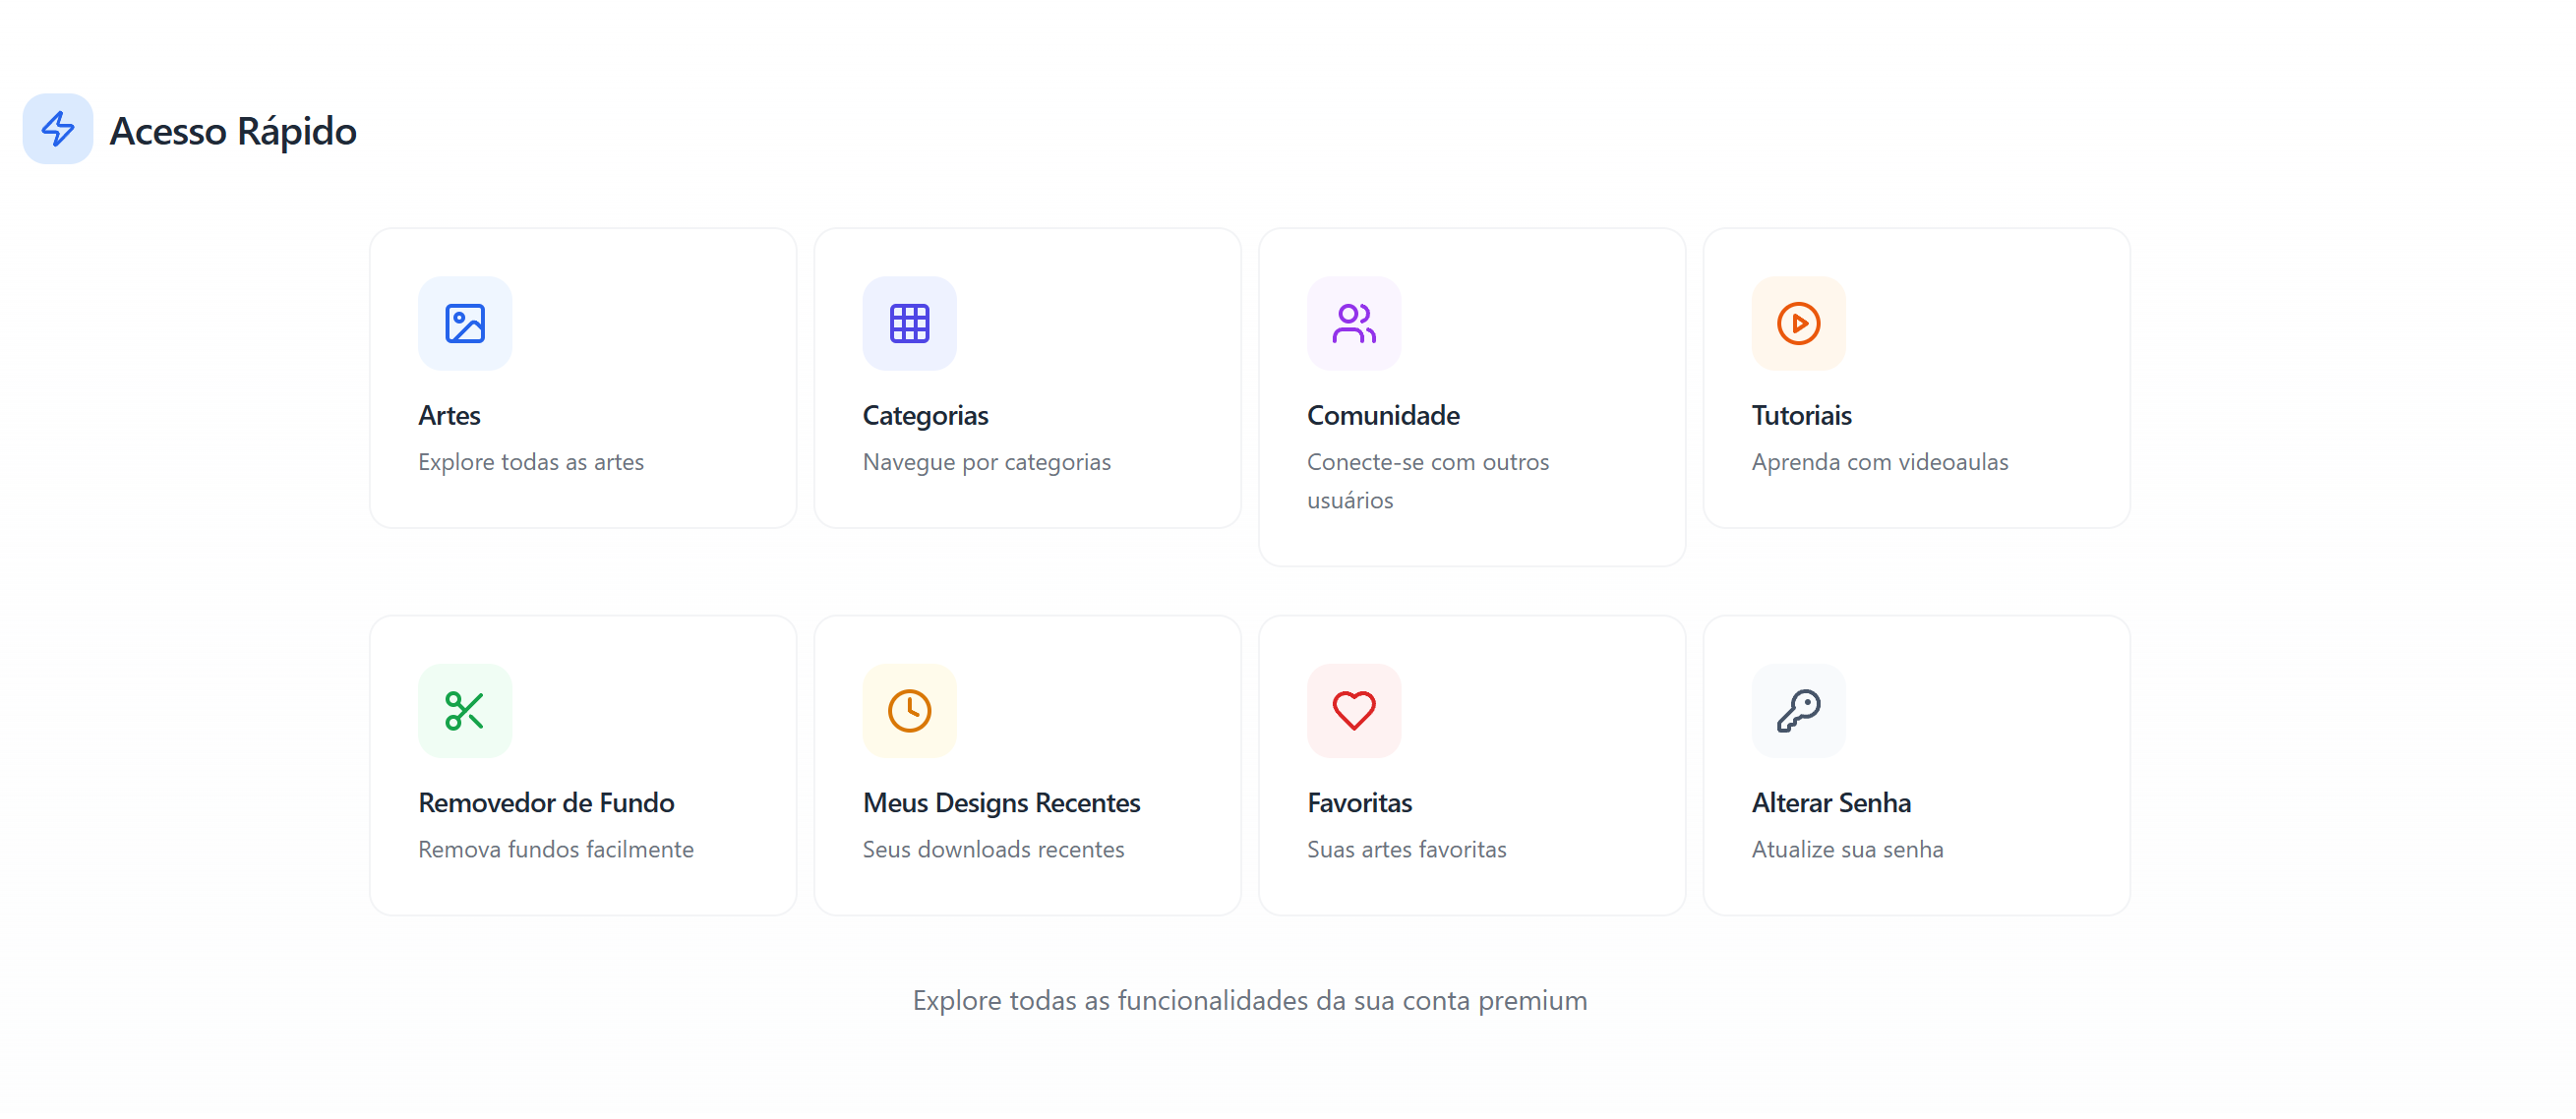 Acesso Rápido
Artes
Explore todas as artes
Categorias
Navegue por categorias
Comunidade
Conecte-se com outros
usuários
Tutoriais
Aprenda com videoaulas
Removedor de Fundo
Remova fundos facilmente
Meus Designs Recentes
Seus downloads recentes
Favoritas
Suas artes favoritas
Alterar Senha
Atualize sua senha
Explore todas as funcionalidades da sua conta premium